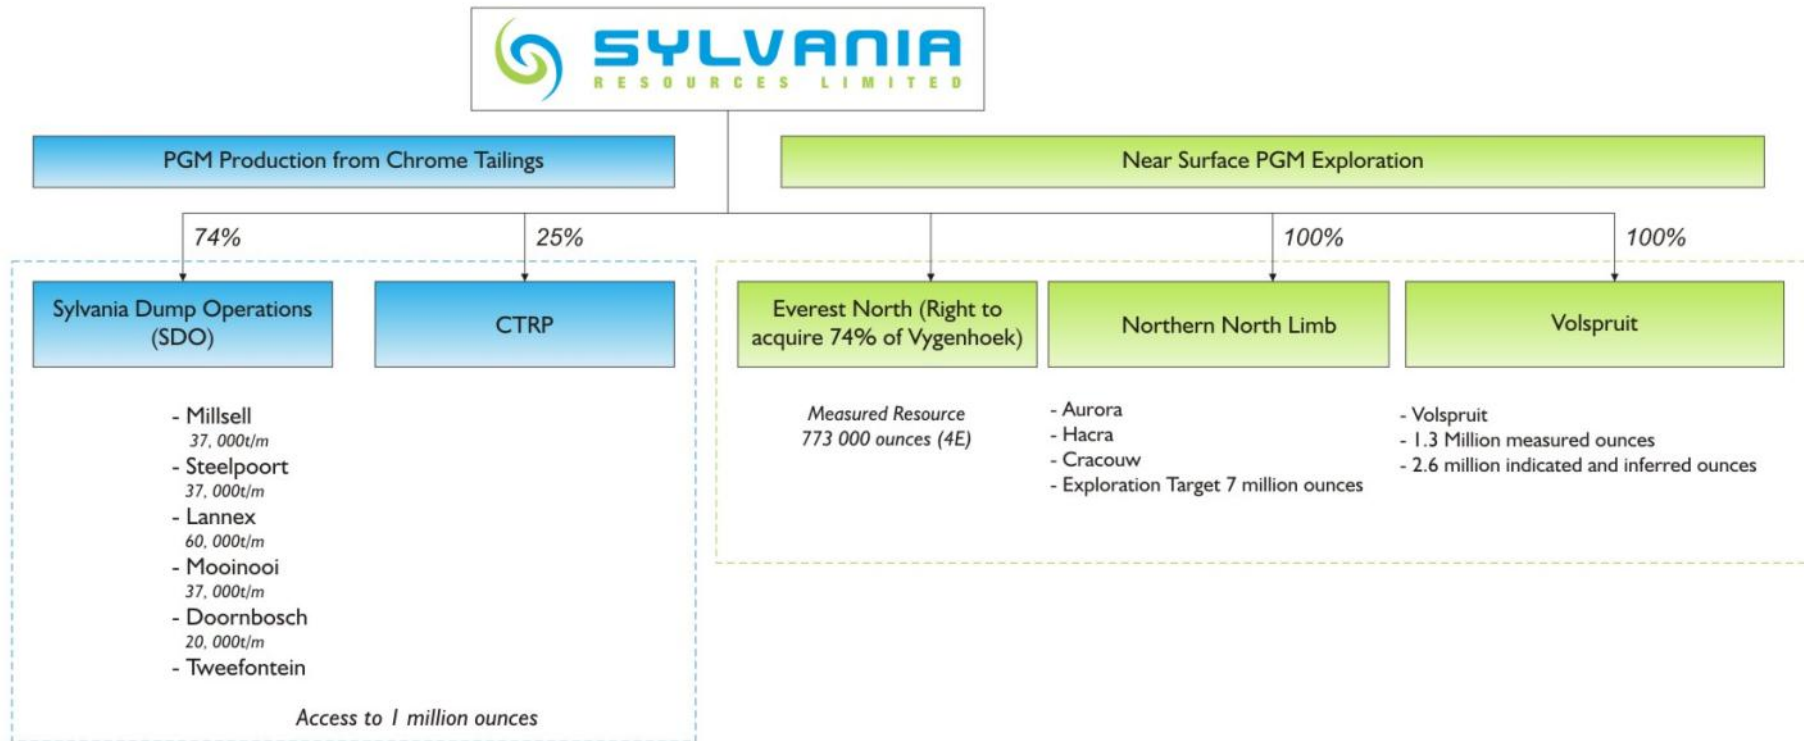 SYLVANIA
RESOURCES LIMITED
PGM Production from Chrome Tailings
Near Surface PGM Exploration
74%
25%
100%
100%
Sylvania Dump Operations
(SDO)
CTRP
Everest North (Right to
acquire 74% of Vygenhoek)
Northern North Limb
Volspruit
- Millsell
37, 000t/m
- Steelpoort
37, 000t/m
- Lannex
60, 000t/m
- Mooinooi
37, 000t/m
- Doornbosch
20, 000t/m
- Tweefontein
Access to 1 million ounces
Measured Resource
773 000 ounces (4E)
- Aurora
- Hacra
- Cracouw
- Exploration Target 7 million ounces
- Volspruit
- 1.3 Million measured ounces
- 2.6 million indicated and inferred ounces